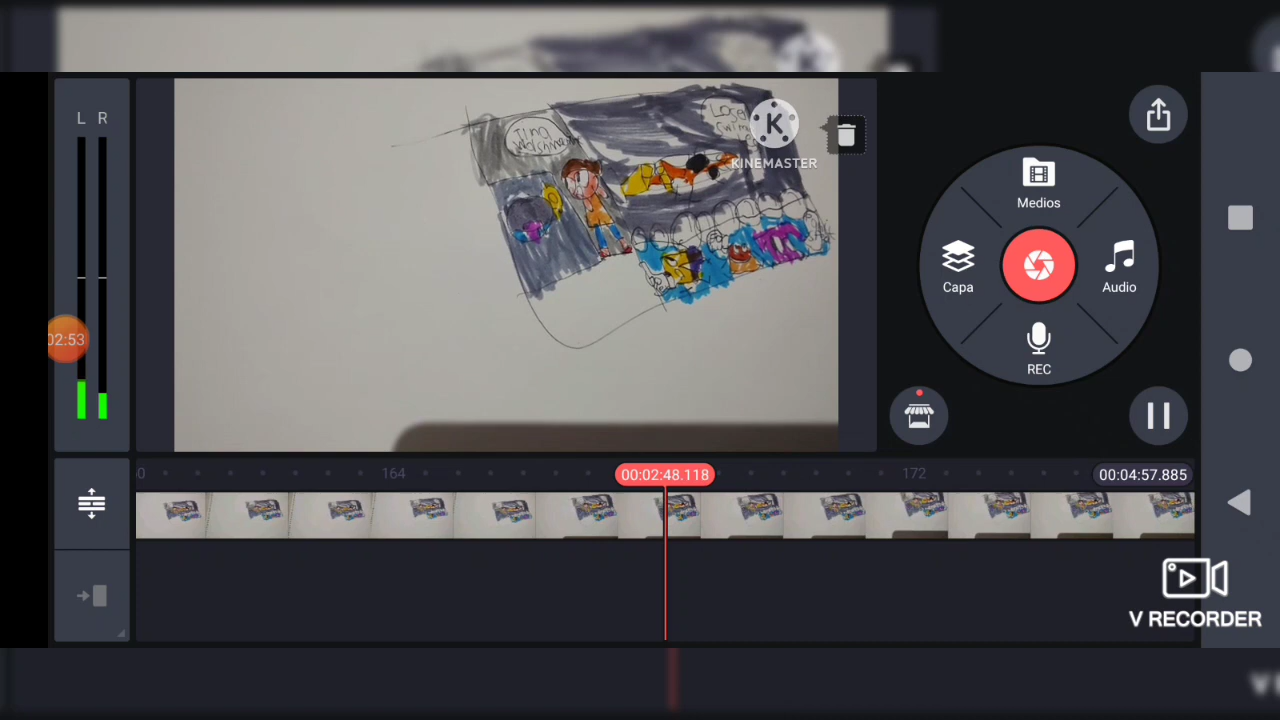 L R
KINEMASTER
Medios
Capa
Audio
REC
02:53
164
00:02:48.118
172
00:04:57.885
V RECORDER